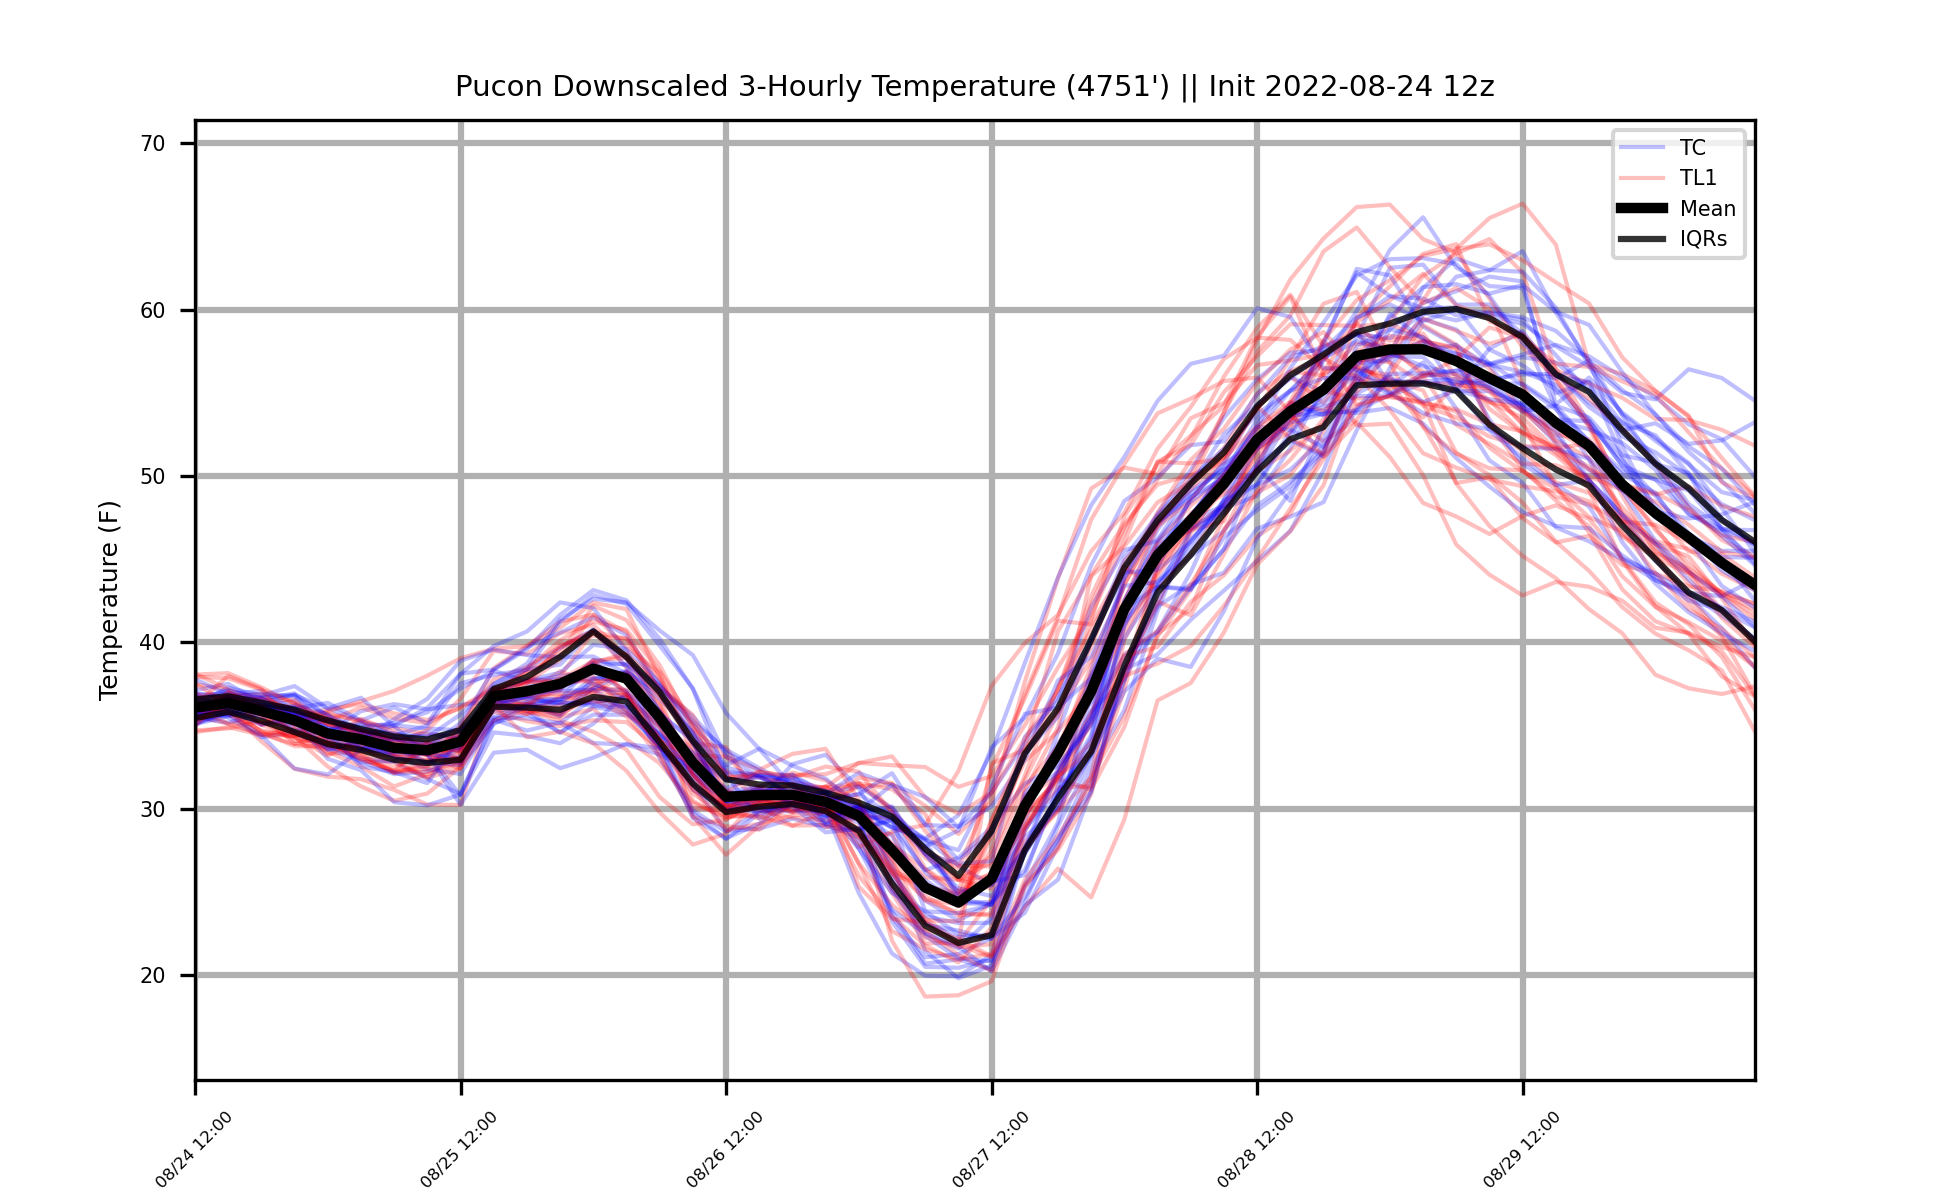 Pucon Downscaled 3-Hourly Temperature (4751') || Init 2022-08-24 12z
TC
TL1
Mean
IQRs
Temperature (F)
70
60
50
40
30
20
08/24 12:00
08/25 12:00
08/26 12:00
08/27 12:00
08/28 12:00
08/29 12:00